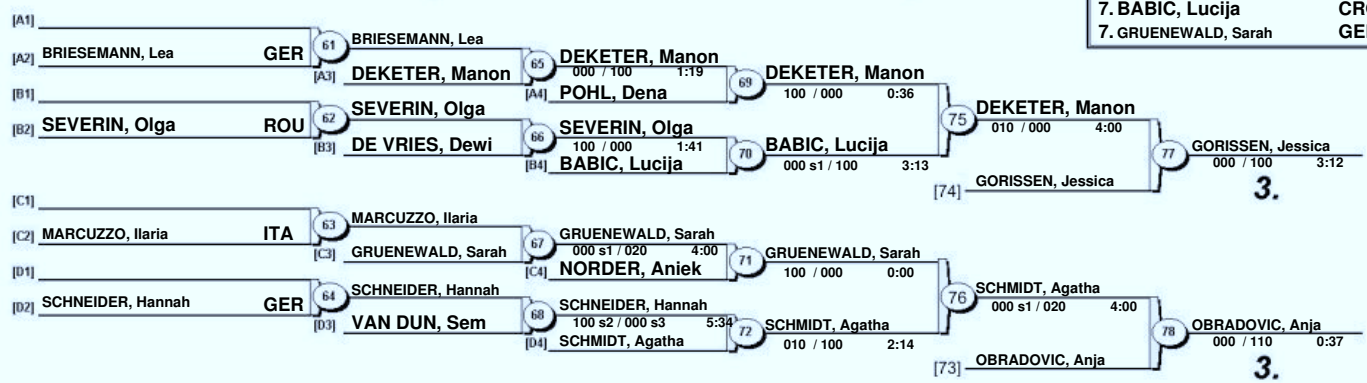 7. BABIC, Lucija CR
7. GRUENEWALD, Sarah GE
[A1]
[A2] BRIESEMANN, Lea GER
61
BRIESEMANN, Lea
[A3] DEKETER, Manon
65
DEKETER, Manon
000 / 100 1:19
[A4] POHL, Dena
69
DEKETER, Manon
100 / 000 0:36
[B1]
[B2] SEVERIN, Olga ROU
62
SEVERIN, Olga
[B3] DE VRIES, Dewi
66
SEVERIN, Olga
100 / 000 1:41
[B4] BABIC, Lucija
70
BABIC, Lucija
000 s1 / 100 3:13
75
DEKETER, Manon
010 / 000 4:00
[74] GORISSEN, Jessica
77
GORISSEN, Jessica
000 / 100 3:12
3.
[C1]
[C2] MARCUZZO, Ilaria ITA
63
MARCUZZO, Ilaria
[C3] GRUENEWALD, Sarah
67
GRUENEWALD, Sarah
000 s1 / 020 4:00
[C4] NORDER, Aniek
71
GRUENEWALD, Sarah
100 / 000 0:00
[D1]
[D2] SCHNEIDER, Hannah GER
64
SCHNEIDER, Hannah
[D3] VAN DUN, Sem
68
SCHNEIDER, Hannah
100 s2 / 000 s3 5:34
[D4] SCHMIDT, Agatha
72
SCHMIDT, Agatha
010 / 100 2:14
76
SCHMIDT, Agatha
000 s1 / 020 4:00
[73] OBRADOVIC, Anja
78
OBRADOVIC, Anja
000 / 110 0:37
3.